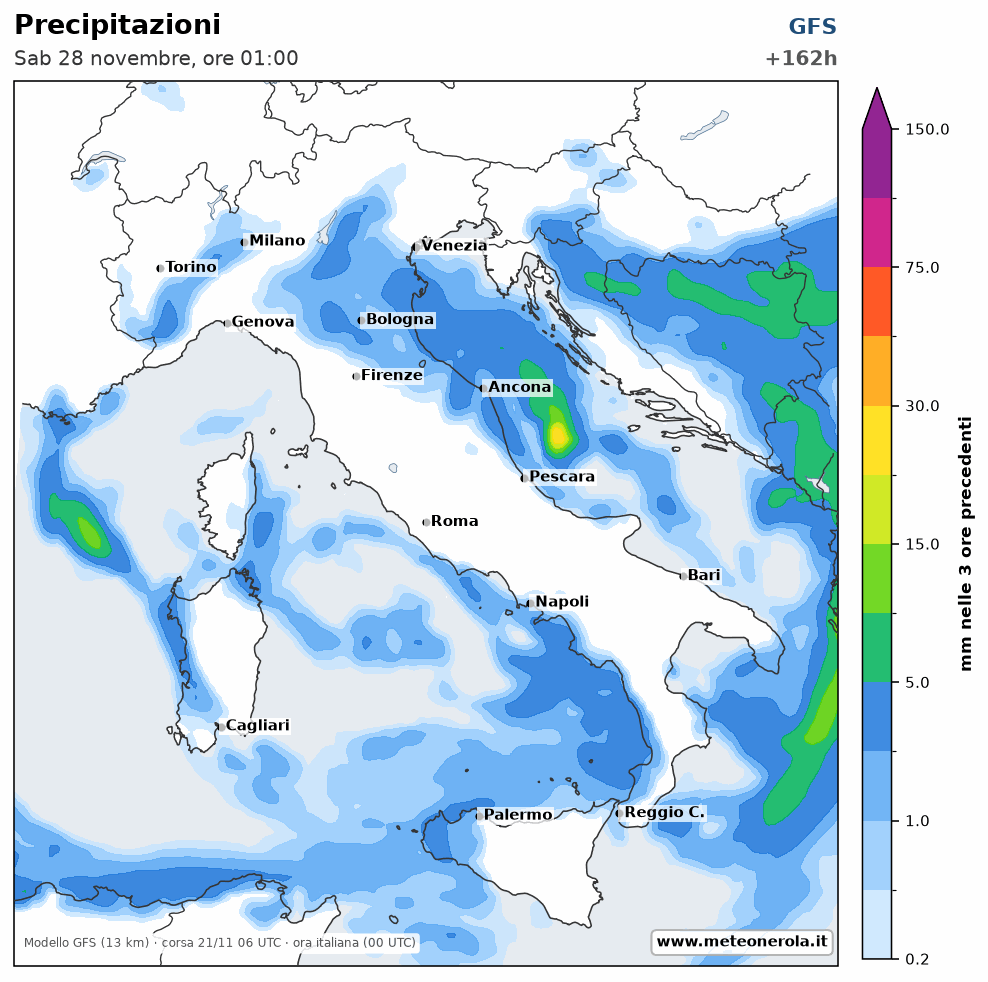 Precipitazioni
GFS
Sab 28 novembre, ore 01:00
+162h
150.0
75.0
30.0
15.0
5.0
1.0
0.2
mm nelle 3 ore precedenti
Milano
Venezia
Torino
Genova
Bologna
Firenze
Ancona
Pescara
Roma
Bari
Napoli
Cagliari
Palermo
Reggio C.
Modello GFS (13 km) · corsa 21/11 06 UTC · ora italiana (00 UTC)
www.meteonerola.it